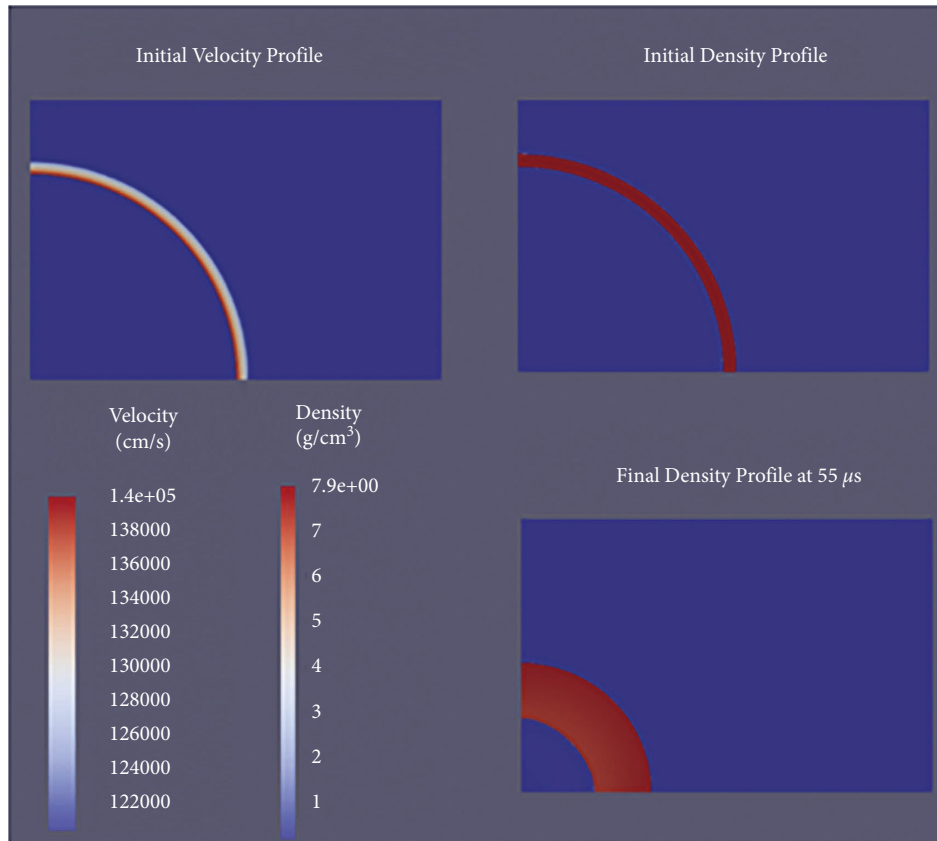 Initial Velocity Profile
Initial Density Profile
Velocity
(cm/s)
1.4e+05
138000
136000
134000
132000
130000
128000
126000
124000
122000
Density
(g/cm³)
7.9e+00
7
6
5
4
3
2
1
Final Density Profile at 55 μs